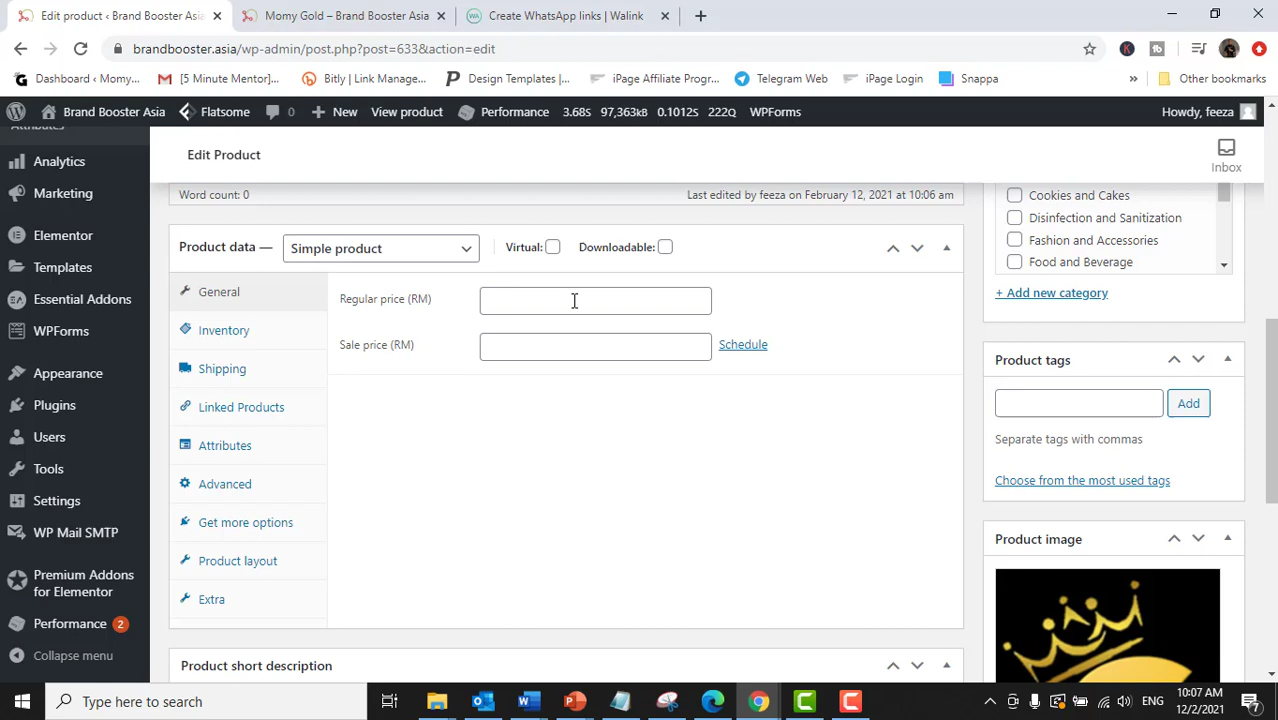 Edit product ‹ Brand Booster Asia
Momy Gold – Brand Booster Asia
Create WhatsApp links | Walink
brandbooster.asia/wp-admin/post.php?post=633&action=edit
Dashboard ‹ Momy...
[5 Minute Mentor]...
Bitly | Link Manage...
Design Templates |...
iPage Affiliate Progr...
Telegram Web
iPage Login
Snappa
Other bookmarks
Brand Booster Asia
Flatsome
0
New
View product
Performance
3.68s 97,363kB 0.1012s 222Q
WPForms
Howdy, feeza
Analytics
Marketing
Elementor
Templates
Essential Addons
WPForms
Appearance
Plugins
Users
Tools
Settings
WP Mail SMTP
Premium Addons
for Elementor
Performance 2
Collapse menu
Edit Product
Inbox
Word count: 0
Last edited by feeza on February 12, 2021 at 10:06 am
Product data — Simple product
Virtual:
Downloadable:
General
Inventory
Shipping
Linked Products
Attributes
Advanced
Get more options
Product layout
Extra
Regular price (RM)
Sale price (RM)
Schedule
Product short description
Cookies and Cakes
Disinfection and Sanitization
Fashion and Accessories
Food and Beverage
+ Add new category
Product tags
Add
Separate tags with commas
Choose from the most used tags
Product image
Type here to search
ENG
10:07 AM
12/2/2021
7